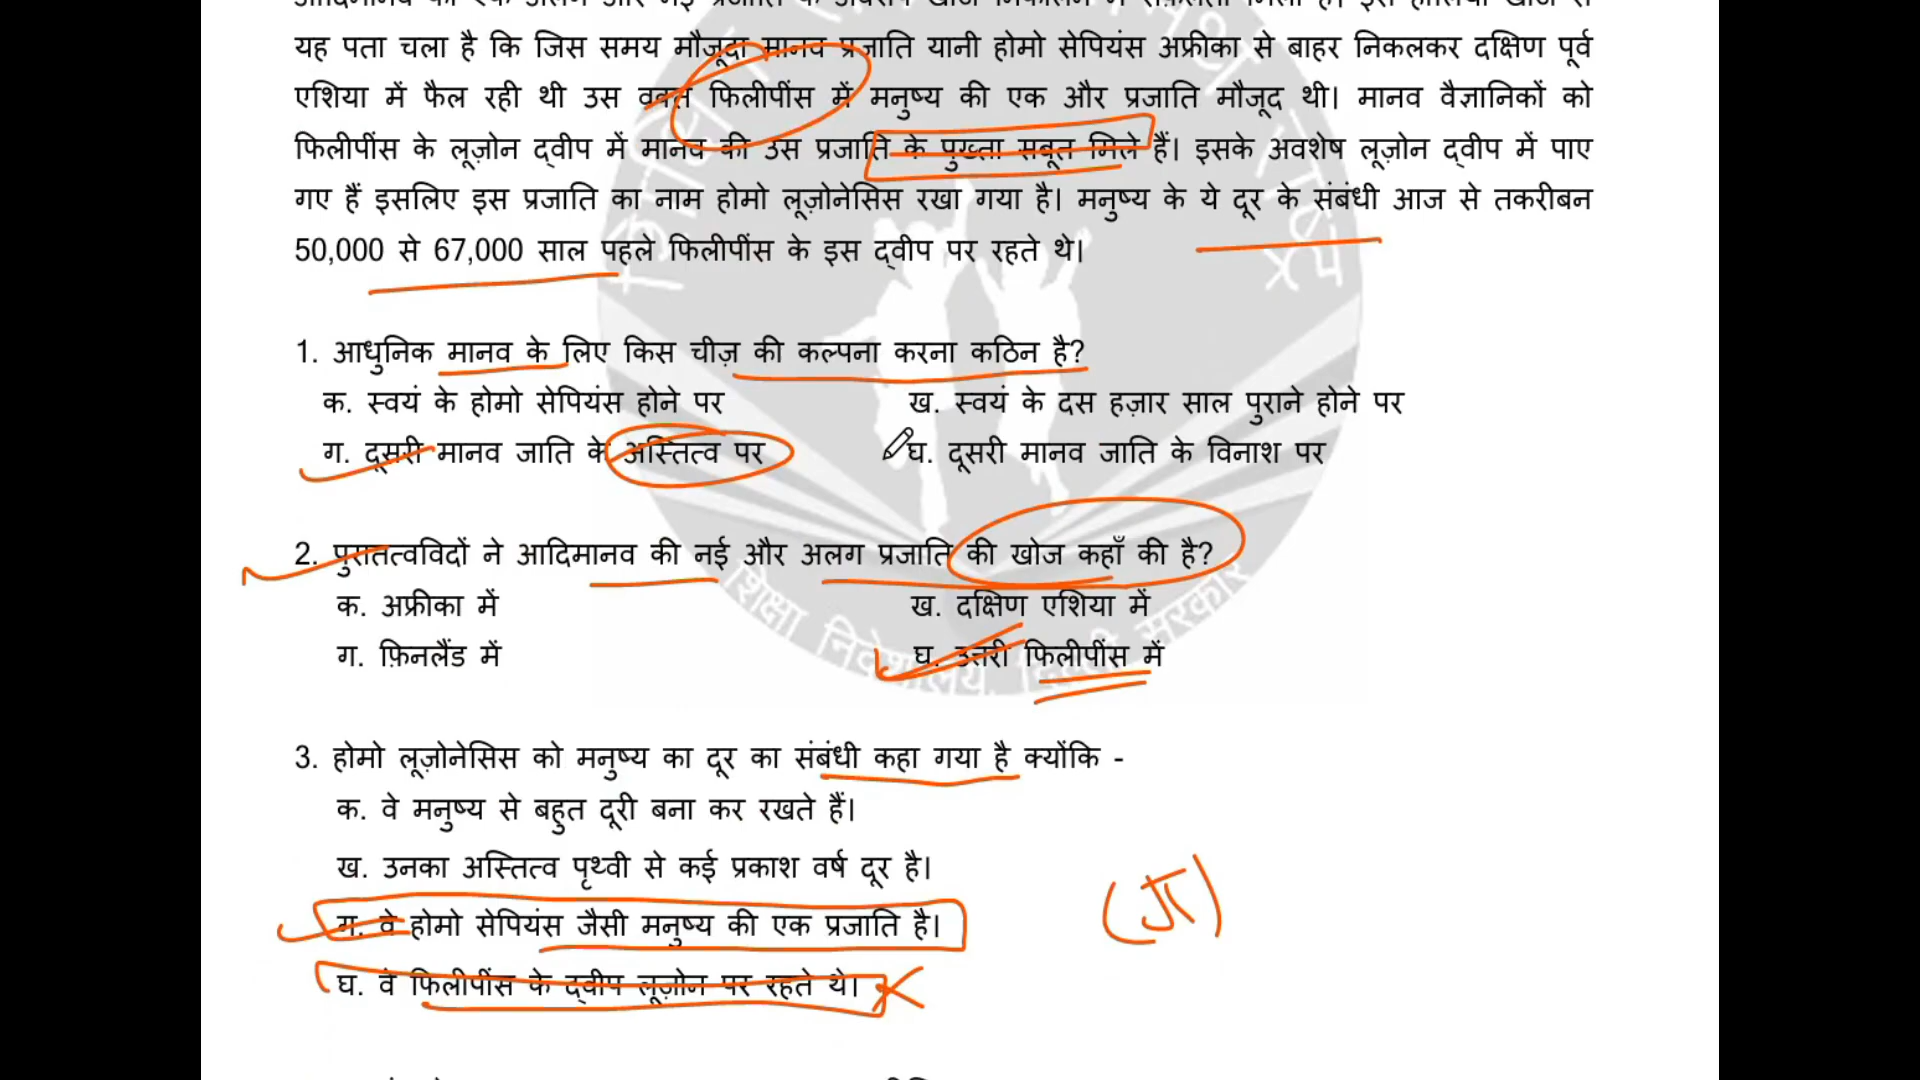 यह पता चला है कि जिस समय मौजूदा मानव प्रजाति यानी होमो सेपियंस अफ्रीका से बाहर निकलकर दक्षिण पूर्व
एशिया में फैल रही थी उस वक्त फिलीपींस में मनुष्य की एक और प्रजाति मौजूद थी। मानव वैज्ञानिकों को
फिलीपींस के लूज़ोन द्वीप में मानव की उस प्रजाति के पुख्ता सबूत मिले हैं। इसके अवशेष लूज़ोन द्वीप में पाए
गए हैं इसलिए इस प्रजाति का नाम होमो लूज़ोनेसिस रखा गया है। मनुष्य के ये दूर के संबंधी आज से तकरीबन
50,000 से 67,000 साल पहले फिलीपींस के इस द्वीप पर रहते थे।
1. आधुनिक मानव के लिए किस चीज़ की कल्पना करना कठिन है?
क. स्वयं के होमो सेपियंस होने पर ख. स्वयं के दस हज़ार साल पुराने होने पर
ग. दूसरी मानव जाति के अस्तित्व पर घ. दूसरी मानव जाति के विनाश पर
2. पुरातत्वविदों ने आदिमानव की नई और अलग प्रजाति की खोज कहाँ की है?
क. अफ्रीका में ख. दक्षिण एशिया में
ग. फ़िनलैंड में घ. उत्तरी फिलीपींस में
शिक्षा निदेशालय, दिल्ली सरकार
3. होमो लूज़ोनेसिस को मनुष्य का दूर का संबंधी कहा गया है क्योंकि -
क. वे मनुष्य से बहुत दूरी बना कर रखते हैं।
ख. उनका अस्तित्व पृथ्वी से कई प्रकाश वर्ष दूर है।
ग. वे होमो सेपियंस जैसी मनुष्य की एक प्रजाति है।
(ग)
घ. वे फिलीपींस के द्वीप लूज़ोन पर रहते थे।